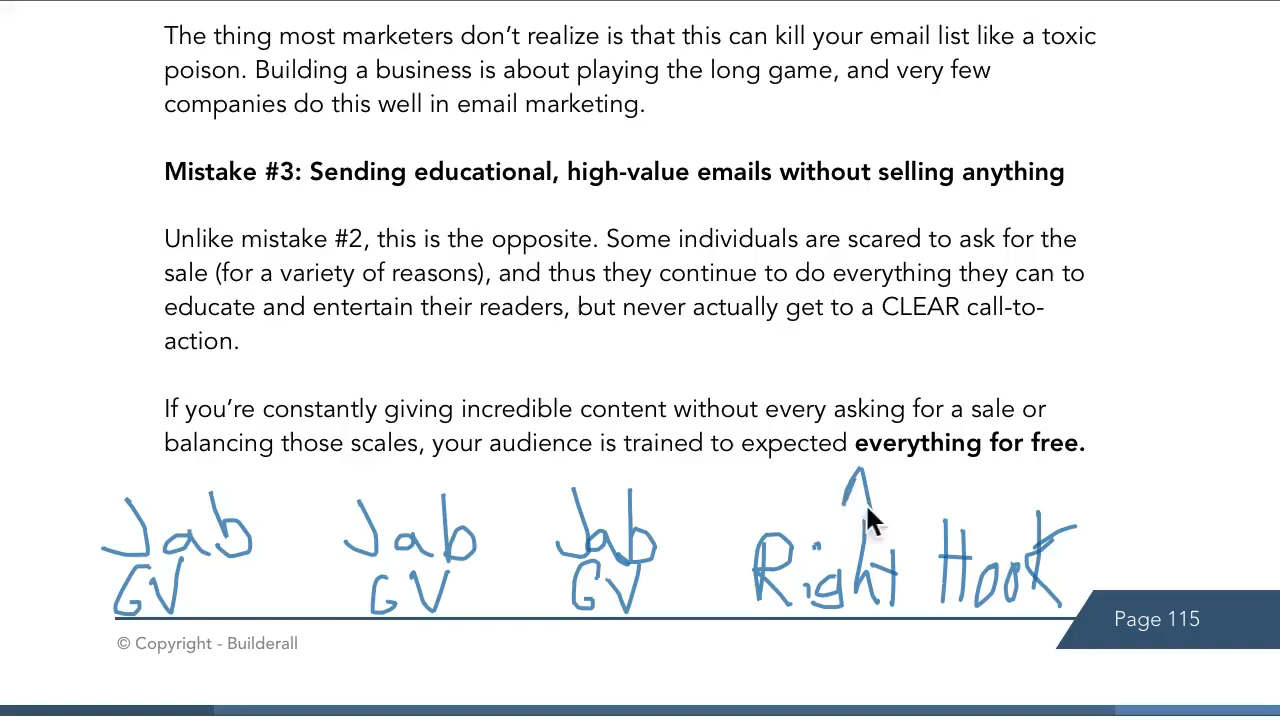 The thing most marketers don’t realize is that this can kill your email list like a toxic
poison. Building a business is about playing the long game, and very few
companies do this well in email marketing.
Mistake #3: Sending educational, high-value emails without selling anything
Unlike mistake #2, this is the opposite. Some individuals are scared to ask for the
sale (for a variety of reasons), and thus they continue to do everything they can to
educate and entertain their readers, but never actually get to a CLEAR call-to-
action.
If you’re constantly giving incredible content without every asking for a sale or
balancing those scales, your audience is trained to expected everything for free.
Jab Jab Jab Right Hook
GV GV GV
Page 115
© Copyright - Builderall